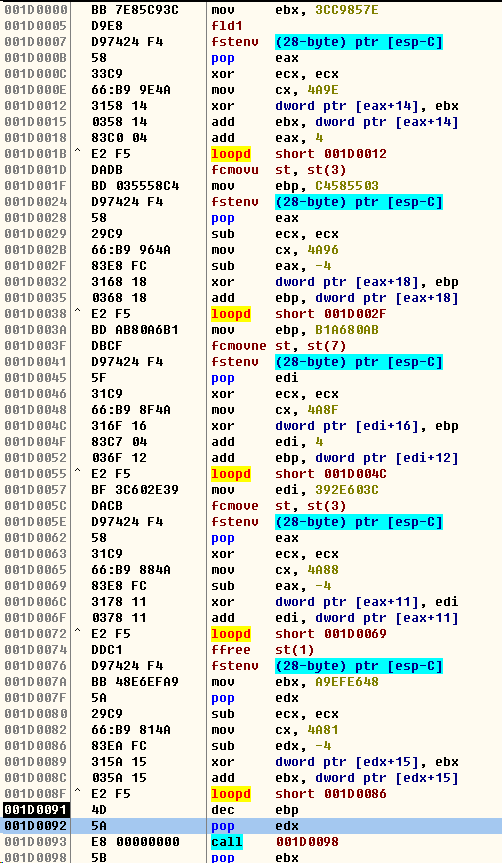 001D0000 BB 7E85C93C mov ebx, 3CC9857E
001D0005 D9E8 fld1
001D0007 D97424 F4 fstenv (28-byte) ptr [esp-C]
001D000B 58 pop eax
001D000C 33C9 xor ecx, ecx
001D000E 66:B9 9E4A mov cx, 4A9E
001D0012 3158 14 xor dword ptr [eax+14], ebx
001D0015 0358 14 add ebx, dword ptr [eax+14]
001D0018 83C0 04 add eax, 4
001D001B ^ E2 F5 loopd short 001D0012
001D001D DADB fcmovu st, st(3)
001D001F BD 035558C4 mov ebp, C4585503
001D0024 D97424 F4 fstenv (28-byte) ptr [esp-C]
001D0028 58 pop eax
001D0029 29C9 sub ecx, ecx
001D002B 66:B9 964A mov cx, 4A96
001D002F 83E8 FC sub eax, -4
001D0032 3168 18 xor dword ptr [eax+18], ebp
001D0035 0368 18 add ebp, dword ptr [eax+18]
001D0038 ^ E2 F5 loopd short 001D002F
001D003A BD AB80A6B1 mov ebp, B1A680AB
001D003F DBCF fcmovne st, st(7)
001D0041 D97424 F4 fstenv (28-byte) ptr [esp-C]
001D0045 5F pop edi
001D0046 31C9 xor ecx, ecx
001D0048 66:B9 8F4A mov cx, 4A8F
001D004C 316F 16 xor dword ptr [edi+16], ebp
001D004F 83C7 04 add edi, 4
001D0052 036F 12 add ebp, dword ptr [edi+12]
001D0055 ^ E2 F5 loopd short 001D004C
001D0057 BF 3C602E39 mov edi, 392E603C
001D005C DACB fcmove st, st(3)
001D005E D97424 F4 fstenv (28-byte) ptr [esp-C]
001D0062 58 pop eax
001D0063 31C9 xor ecx, ecx
001D0065 66:B9 884A mov cx, 4A88
001D0069 83E8 FC sub eax, -4
001D006C 3178 11 xor dword ptr [eax+11], edi
001D006F 0378 11 add edi, dword ptr [eax+11]
001D0072 ^ E2 F5 loopd short 001D0069
001D0074 DDC1 ffree st(1)
001D0076 D97424 F4 fstenv (28-byte) ptr [esp-C]
001D007A BB 48E6EFA9 mov ebx, A9EFE648
001D007F 5A pop edx
001D0080 29C9 sub ecx, ecx
001D0082 66:B9 814A mov cx, 4A81
001D0086 83EA FC sub edx, -4
001D0089 315A 15 xor dword ptr [edx+15], ebx
001D008C 035A 15 add ebx, dword ptr [edx+15]
001D008F ^ E2 F5 loopd short 001D0086
001D0091 4D dec ebp
001D0092 5A pop edx
001D0093 E8 00000000 call 001D0098
001D0098 5B pop ebx